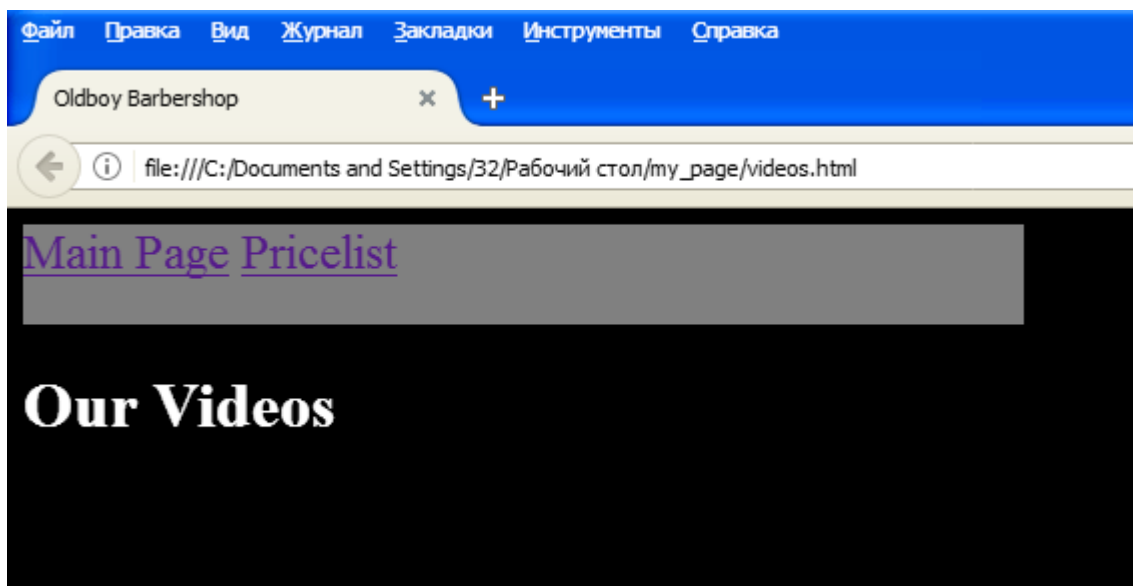 Файл Правка Вид Журнал Закладки Инструменты Справка
Oldboy Barbershop
file:///C:/Documents and Settings/32/Рабочий стол/my_page/videos.html
Main Page Pricelist
Our Videos